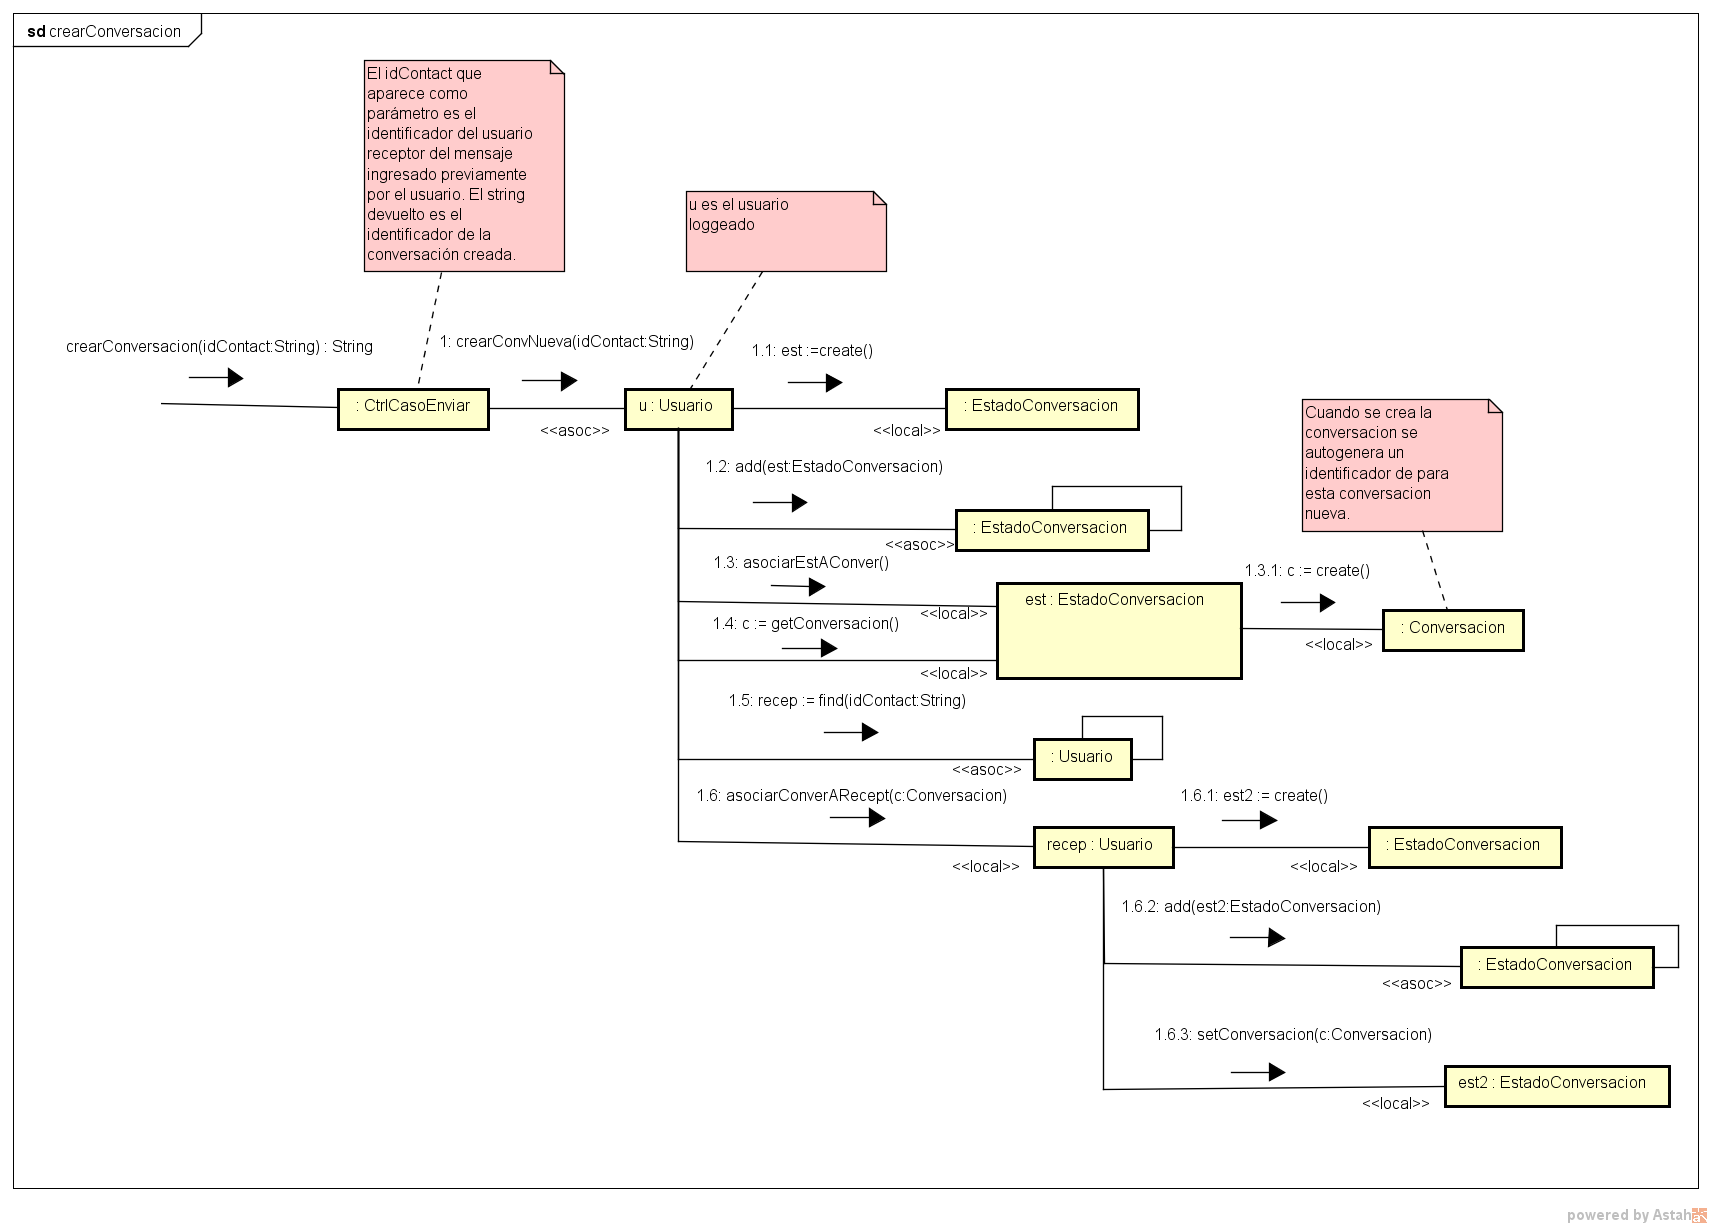 sd crearConversacion
El idContact que
aparece como
parámetro es el
identificador del usuario
receptor del mensaje
ingresado previamente
por el usuario. El string
devuelto es el
identificador de la
conversación creada.
u es el usuario
loggeado
crearConversacion(idContact:String) : String
1: crearConvNueva(idContact:String)
1.1: est :=create()
: CtrlCasoEnviar
u : Usuario
: EstadoConversacion
<<asoc>>
<<local>>
Cuando se crea la
conversacion se
autogenera un
identificador de para
esta conversacion
nueva.
1.2: add(est:EstadoConversacion)
: EstadoConversacion
<<asoc>>
1.3: asociarEstAConver()
1.3.1: c := create()
est : EstadoConversacion
<<local>>
1.4: c := getConversacion()
: Conversacion
<<local>>
<<local>>
1.5: recep := find(idContact:String)
: Usuario
<<asoc>>
1.6: asociarConverARecept(c:Conversacion)
1.6.1: est2 := create()
recep : Usuario
: EstadoConversacion
<<local>>
<<local>>
1.6.2: add(est2:EstadoConversacion)
: EstadoConversacion
<<asoc>>
1.6.3: setConversacion(c:Conversacion)
est2 : EstadoConversacion
<<local>>
powered by Astah